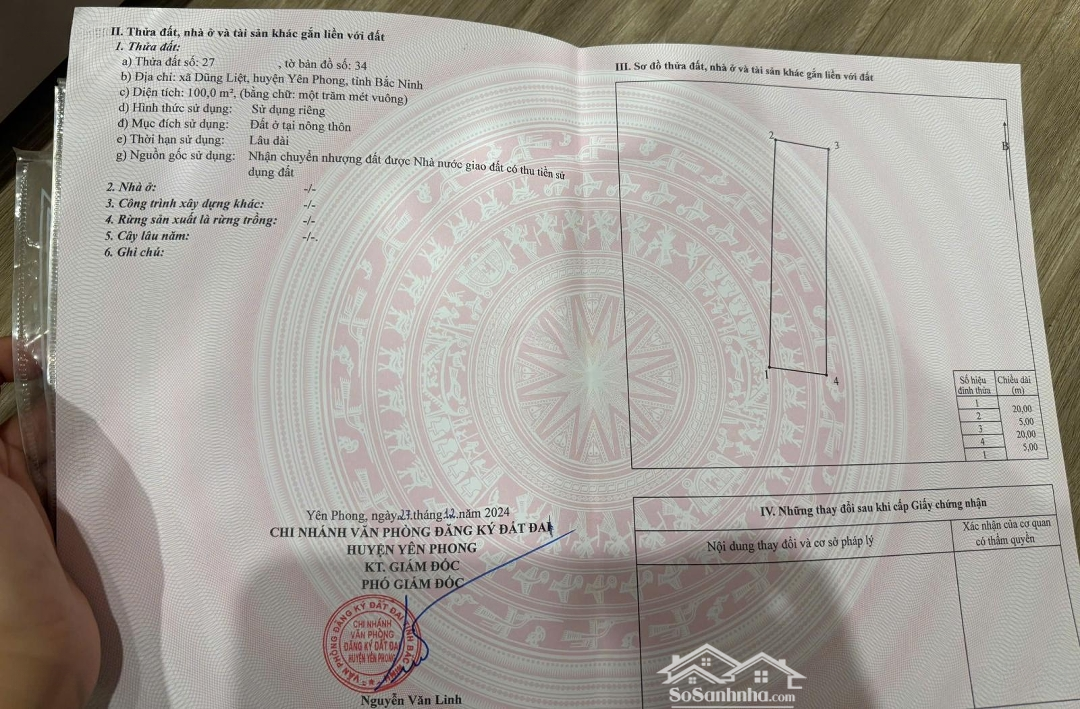 II. Thửa đất, nhà ở và tài sản khác gắn liền với đất
1. Thửa đất:
a) Thửa đất số: 27 , tờ bản đồ số: 34
b) Địa chỉ: xã Dũng Liệt, huyện Yên Phong, tỉnh Bắc Ninh
c) Diện tích: 100,0 m², (bằng chữ: một trăm mét vuông)
d) Hình thức sử dụng: Sử dụng riêng
đ) Mục đích sử dụng: Đất ở tại nông thôn
e) Thời hạn sử dụng: Lâu dài
g) Nguồn gốc sử dụng: Nhận chuyển nhượng đất được Nhà nước giao đất có thu tiền sử
dụng đất
2. Nhà ở: -/-
3. Công trình xây dựng khác: -/-
4. Rừng sản xuất là rừng trồng: -/-
5. Cây lâu năm: -/-.
6. Ghi chú:
Yên Phong, ngày 27 tháng 12 năm 2024
CHI NHÁNH VĂN PHÒNG ĐĂNG KÝ ĐẤT ĐAI
HUYỆN YÊN PHONG
KT. GIÁM ĐỐC
PHÓ GIÁM ĐỐC
VĂN PHÒNG ĐĂNG KÝ ĐẤT ĐAI TỈNH BẮC NINH
CHI NHÁNH
VĂN PHÒNG
ĐĂNG KÝ ĐẤT ĐAI
HUYỆN YÊN PHONG
Nguyễn Văn Linh
III. Sơ đồ thửa đất, nhà ở và tài sản khác gắn liền với đất
B
2
3
1
4
Số hiệu đỉnh thửa Chiều dài (m)
1
20,00
2
5,00
3
20,00
4
5,00
1
IV. Những thay đổi sau khi cấp Giấy chứng nhận
Nội dung thay đổi và cơ sở pháp lý
Xác nhận của cơ quan
có thẩm quyền
SoSanhnha.com